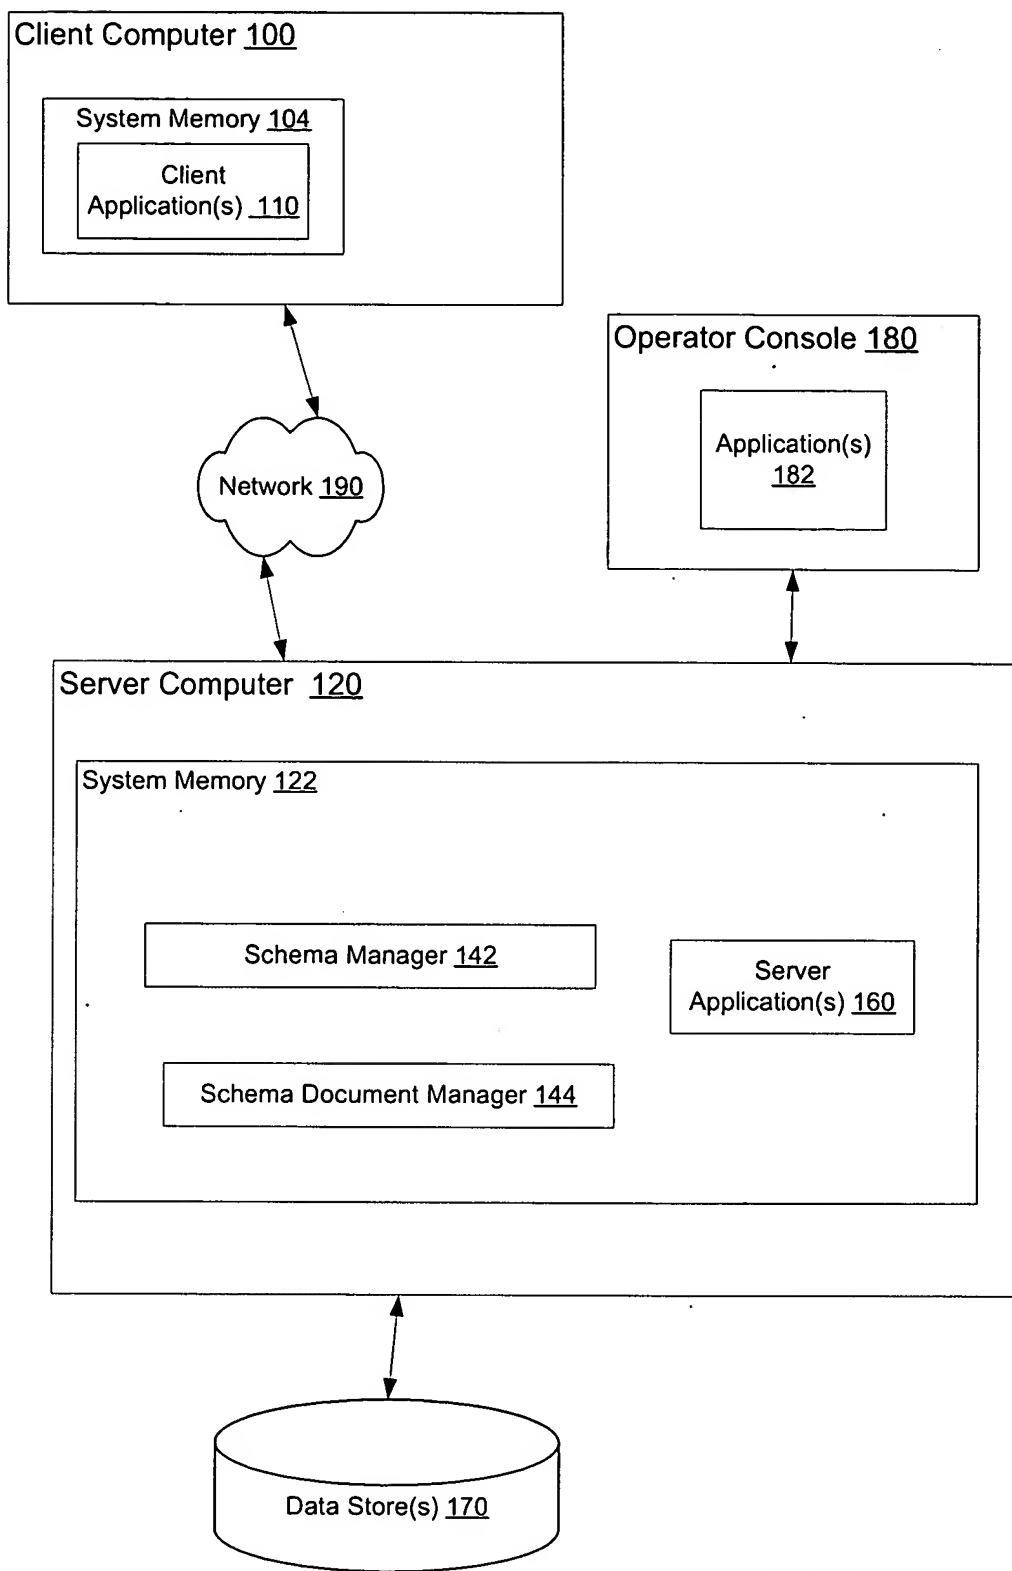 Client Computer 100
System Memory 104
Client
Application(s) 110
Operator Console 180
Application(s)
182
Network 190
Server Computer 120
System Memory 122
Schema Manager 142
Server
Application(s) 160
Schema Document Manager 144
Data Store(s) 170